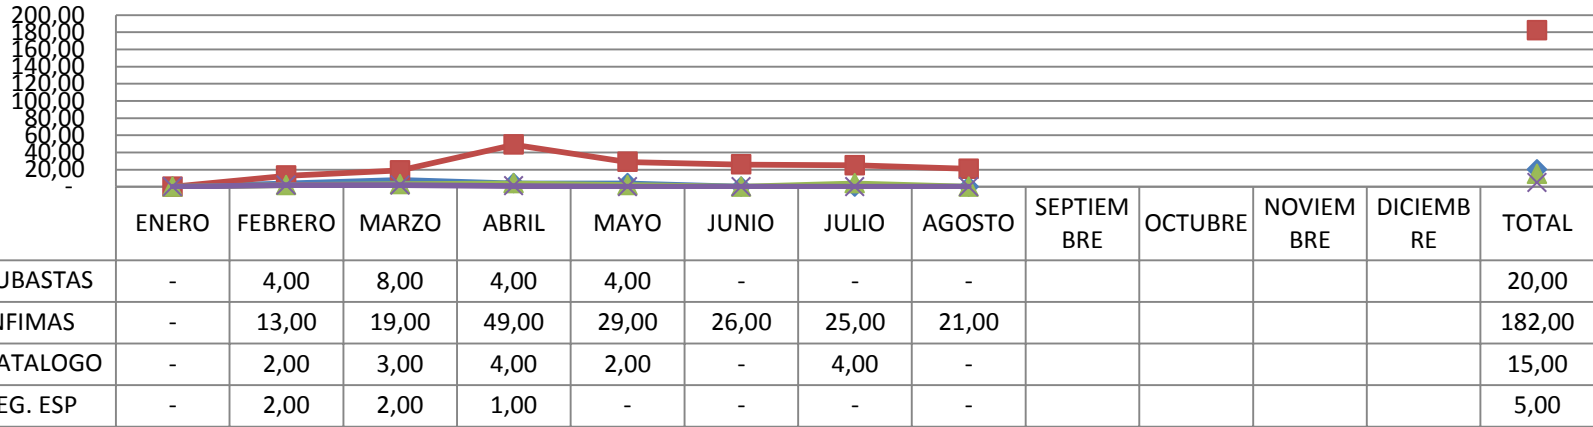 200,00
180,00
160,00
140,00
120,00
100,00
80,00
60,00
40,00
20,00
-
ENERO FEBRERO MARZO ABRIL MAYO JUNIO JULIO AGOSTO SEPTIEM OCTUBRE NOVIEM DICIEMB TOTAL
BRE BRE RE
UBASTAS - 4,00 8,00 4,00 4,00 - - - 20,00
NFIMAS - 13,00 19,00 49,00 29,00 26,00 25,00 21,00 182,00
ATALOGO - 2,00 3,00 4,00 2,00 - 4,00 - 15,00
EG. ESP - 2,00 2,00 1,00 - - - - 5,00